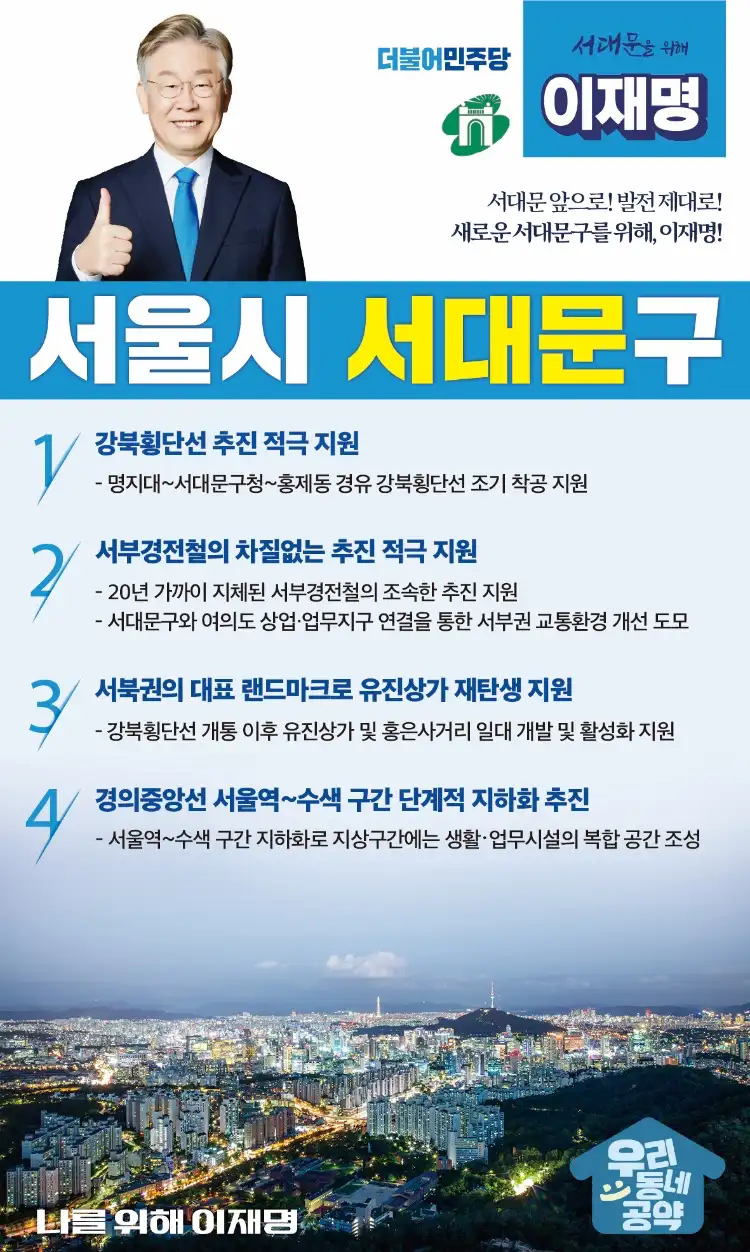 더불어민주당
서대문을 위해
이재명
서대문 앞으로! 발전 제대로!
새로운 서대문구를 위해, 이재명!
서울시 서대문구
1 강북횡단선 추진 적극 지원
- 명지대~서대문구청~홍제동 경유 강북횡단선 조기 착공 지원
2 서부경전철의 차질없는 추진 적극 지원
- 20년 가까이 지체된 서부경전철의 조속한 추진 지원
- 서대문구와 여의도 상업·업무지구 연결을 통한 서부권 교통환경 개선 도모
3 서북권의 대표 랜드마크로 유진상가 재탄생 지원
- 강북횡단선 개통 이후 유진상가 및 홍은사거리 일대 개발 및 활성화 지원
4 경의중앙선 서울역~수색 구간 단계적 지하화 추진
- 서울역~수색 구간 지하화로 지상구간에는 생활·업무시설의 복합 공간 조성
나를 위해 이재명
우리
동네
공약